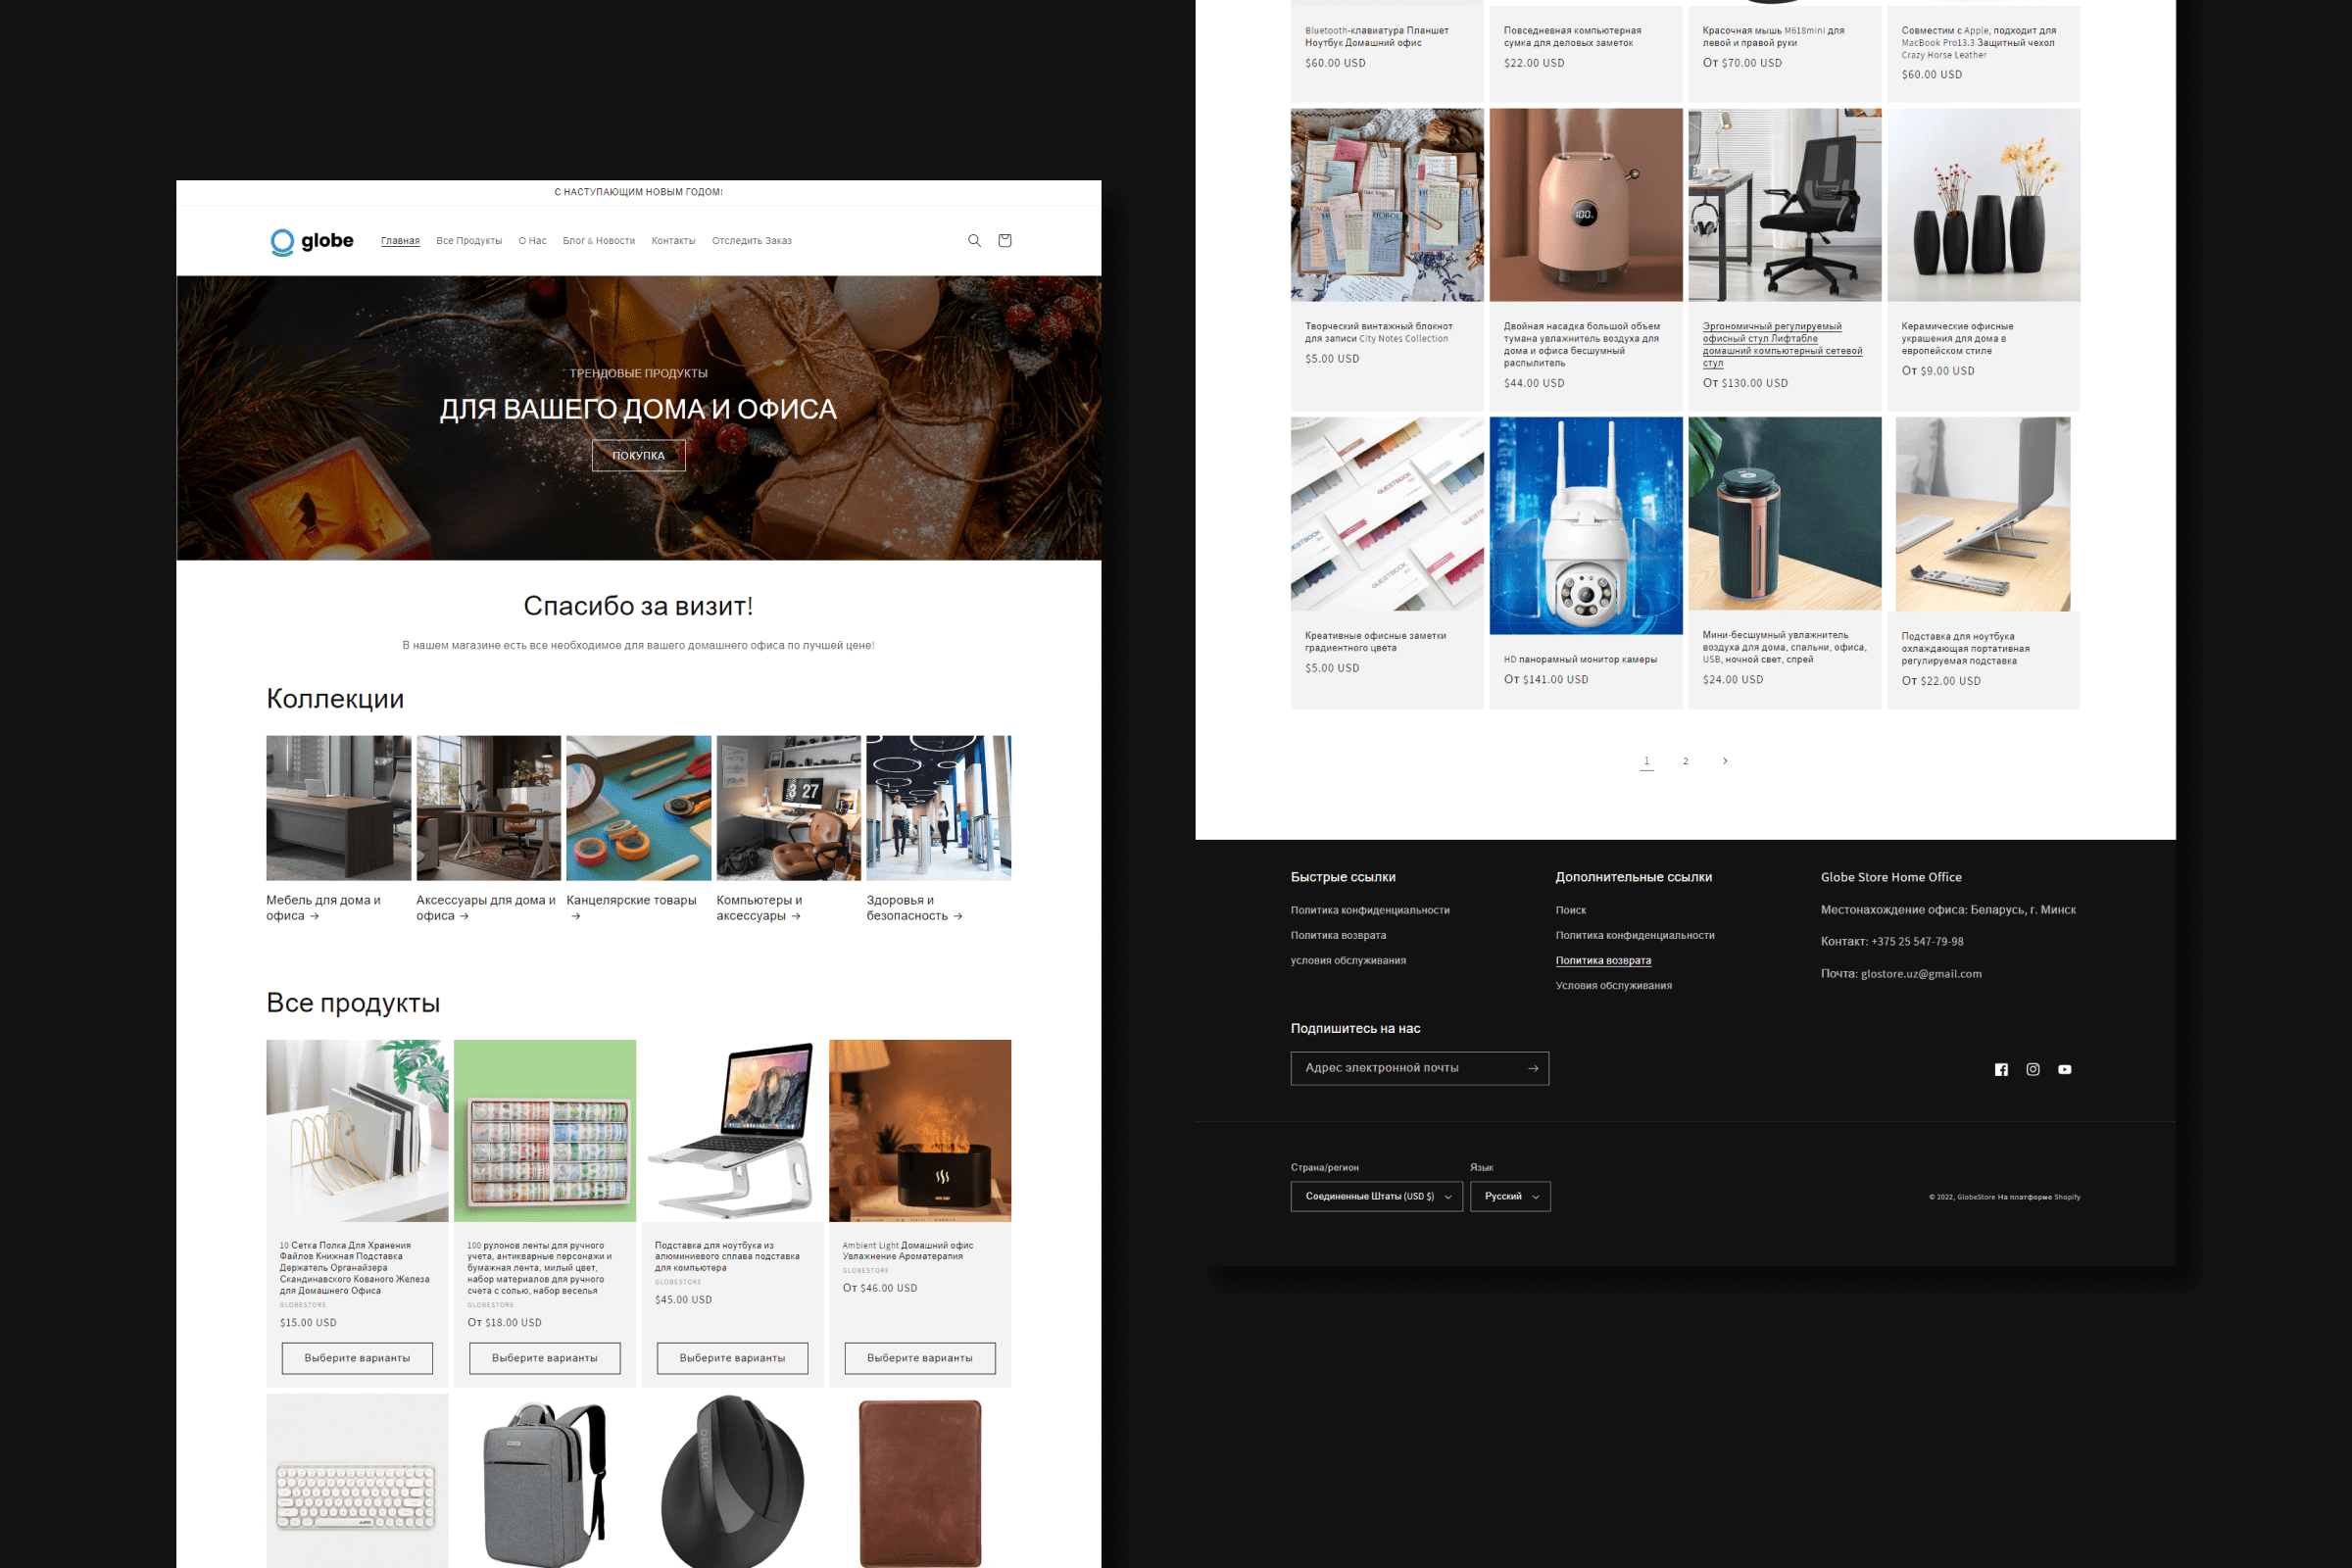 С НАСТУПАЮЩИМ НОВЫМ ГОДОМ!
globe
Главная
Все Продукты
О Нас
Блог & Новости
Контакты
Отследить Заказ
ТРЕНДОВЫЕ ПРОДУКТЫ
ДЛЯ ВАШЕГО ДОМА И ОФИСА
ПОКУПКА
Спасибо за визит!
В нашем магазине есть все необходимое для вашего домашнего офиса по лучшей цене!
Коллекции
27
Мебель для дома и
офиса →
Аксессуары для дома и
офиса →
Канцелярские товары
→
Компьютеры и
аксессуары →
Здоровья и
безопасность →
Все продукты
10 Сетка Полка Для Хранения
Файлов Книжная Подставка
Держатель Органайзера
Скандинавского Кованого Железа
для Домашнего Офиса
GLOBESTORE
$15.00 USD
Выберите варианты
100 рулонов ленты для ручного
учета, антикварные персонажи и
бумажная лента, милый цвет,
набор материалов для ручного
счета с солью, набор веселья
GLOBESTORE
От $18.00 USD
Выберите варианты
Подставка для ноутбука из
алюминиевого сплава подставка
для компьютера
GLOBESTORE
$45.00 USD
Выберите варианты
Ambient Light Домашний офис
Увлажнение Ароматерапия
GLOBESTORE
От $46.00 USD
Выберите варианты
DELUX
Bluetooth-клавиатура Планшет
Ноутбук Домашний офис
$60.00 USD
Повседневная компьютерная
сумка для деловых заметок
$22.00 USD
Красочная мышь M618mini для
левой и правой руки
От $70.00 USD
Совместим с Apple, подходит для
MacBook Pro13.3 Защитный чехол
Crazy Horse Leather
$60.00 USD
100%
Творческий винтажный блокнот
для записи City Notes Collection
$5.00 USD
Двойная насадка большой объем
тумана увлажнитель воздуха для
дома и офиса бесшумный
распылитель
$44.00 USD
Эргономичный регулируемый
офисный стул Лифтабле
домашний компьютерный сетевой
стул
От $130.00 USD
Керамические офисные
украшения для дома в
европейском стиле
От $9.00 USD
GUESTBOOK
GUESTBOOK
GUESTBOOK
Креативные офисные заметки
градиентного цвета
$5.00 USD
HD панорамный монитор камеры
От $141.00 USD
Мини-бесшумный увлажнитель
воздуха для дома, спальни, офиса,
USB, ночной свет, спрей
$24.00 USD
Подставка для ноутбука
охлаждающая портативная
регулируемая подставка
От $22.00 USD
1 2
Быстрые ссылки
Политика конфиденциальности
Политика возврата
условия обслуживания
Дополнительные ссылки
Поиск
Политика конфиденциальности
Политика возврата
Условия обслуживания
Globe Store Home Office
Местонахождение офиса: Беларусь, г. Минск
Контакт: +375 25 547-79-98
Почта: glostore.uz@gmail.com
Подпишитесь на нас
Адрес электронной почты
Страна/регион
Соединенные Штаты (USD $)
Язык
Русский
© 2022, GlobeStore На платформе Shopify